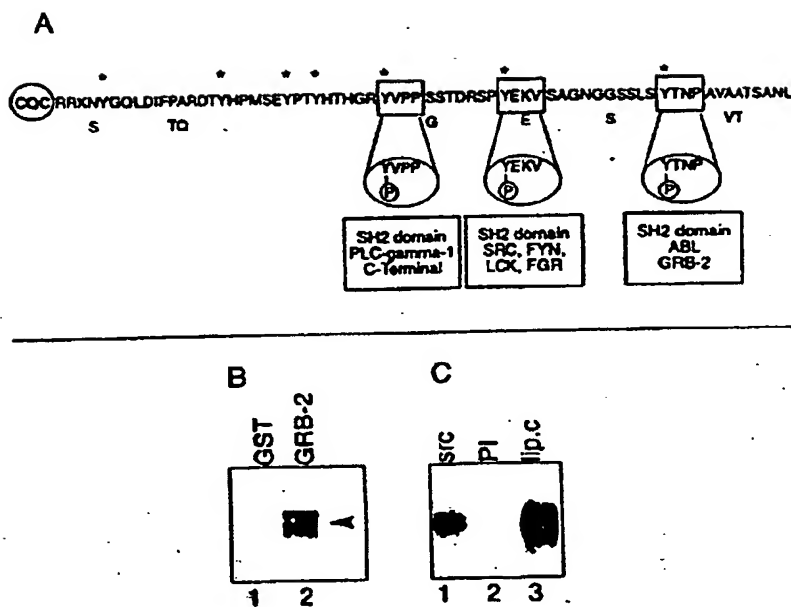 A
* * * * * * *
CQC RRXNYGQLDIFPARDTYHPMSEYPTYHTHGR YVPP SSTDRSP YEKV SAGNGGSSLS YTNP AVAATSANL
S TQ G E S VT
YVPP YEKV YTNP
P P P
SH2 domain
PLC-gamma-1
C-Terminal
SH2 domain
SRC, FYN,
LCK, FGR
SH2 domain
ABL
GRB-2
B C
GST GRB-2 src PI lip.c
1 2 1 2 3